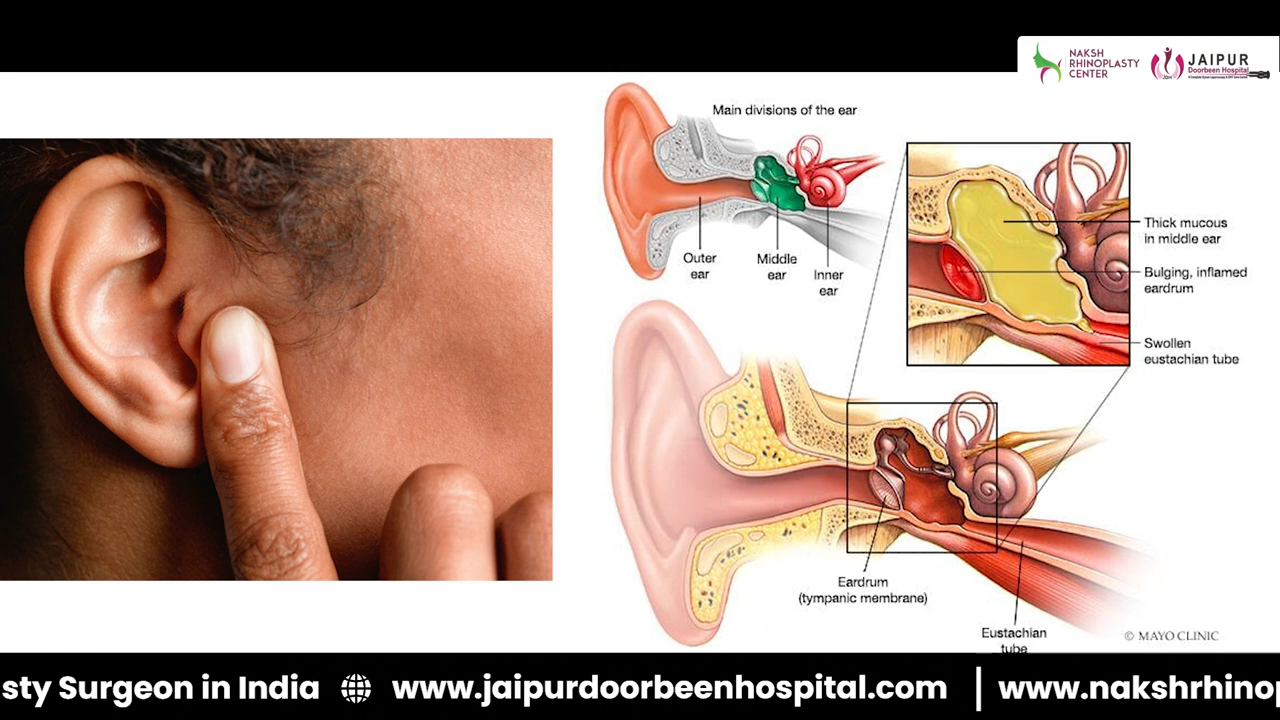 NAKSH
RHINOPLASTY
CENTER
JAIPUR
Doorbeen Hospital
Main divisions of the ear
Outer
ear
Middle
ear
Inner
ear
Thick mucous
in middle ear
Bulging, inflamed
eardrum
Swollen
eustachian tube
Eardrum
(tympanic membrane)
Eustachian
tube
© MAYO CLINIC
sty Surgeon in India www.jaipurdoorbeenhospital.com | www.nakshrhinop